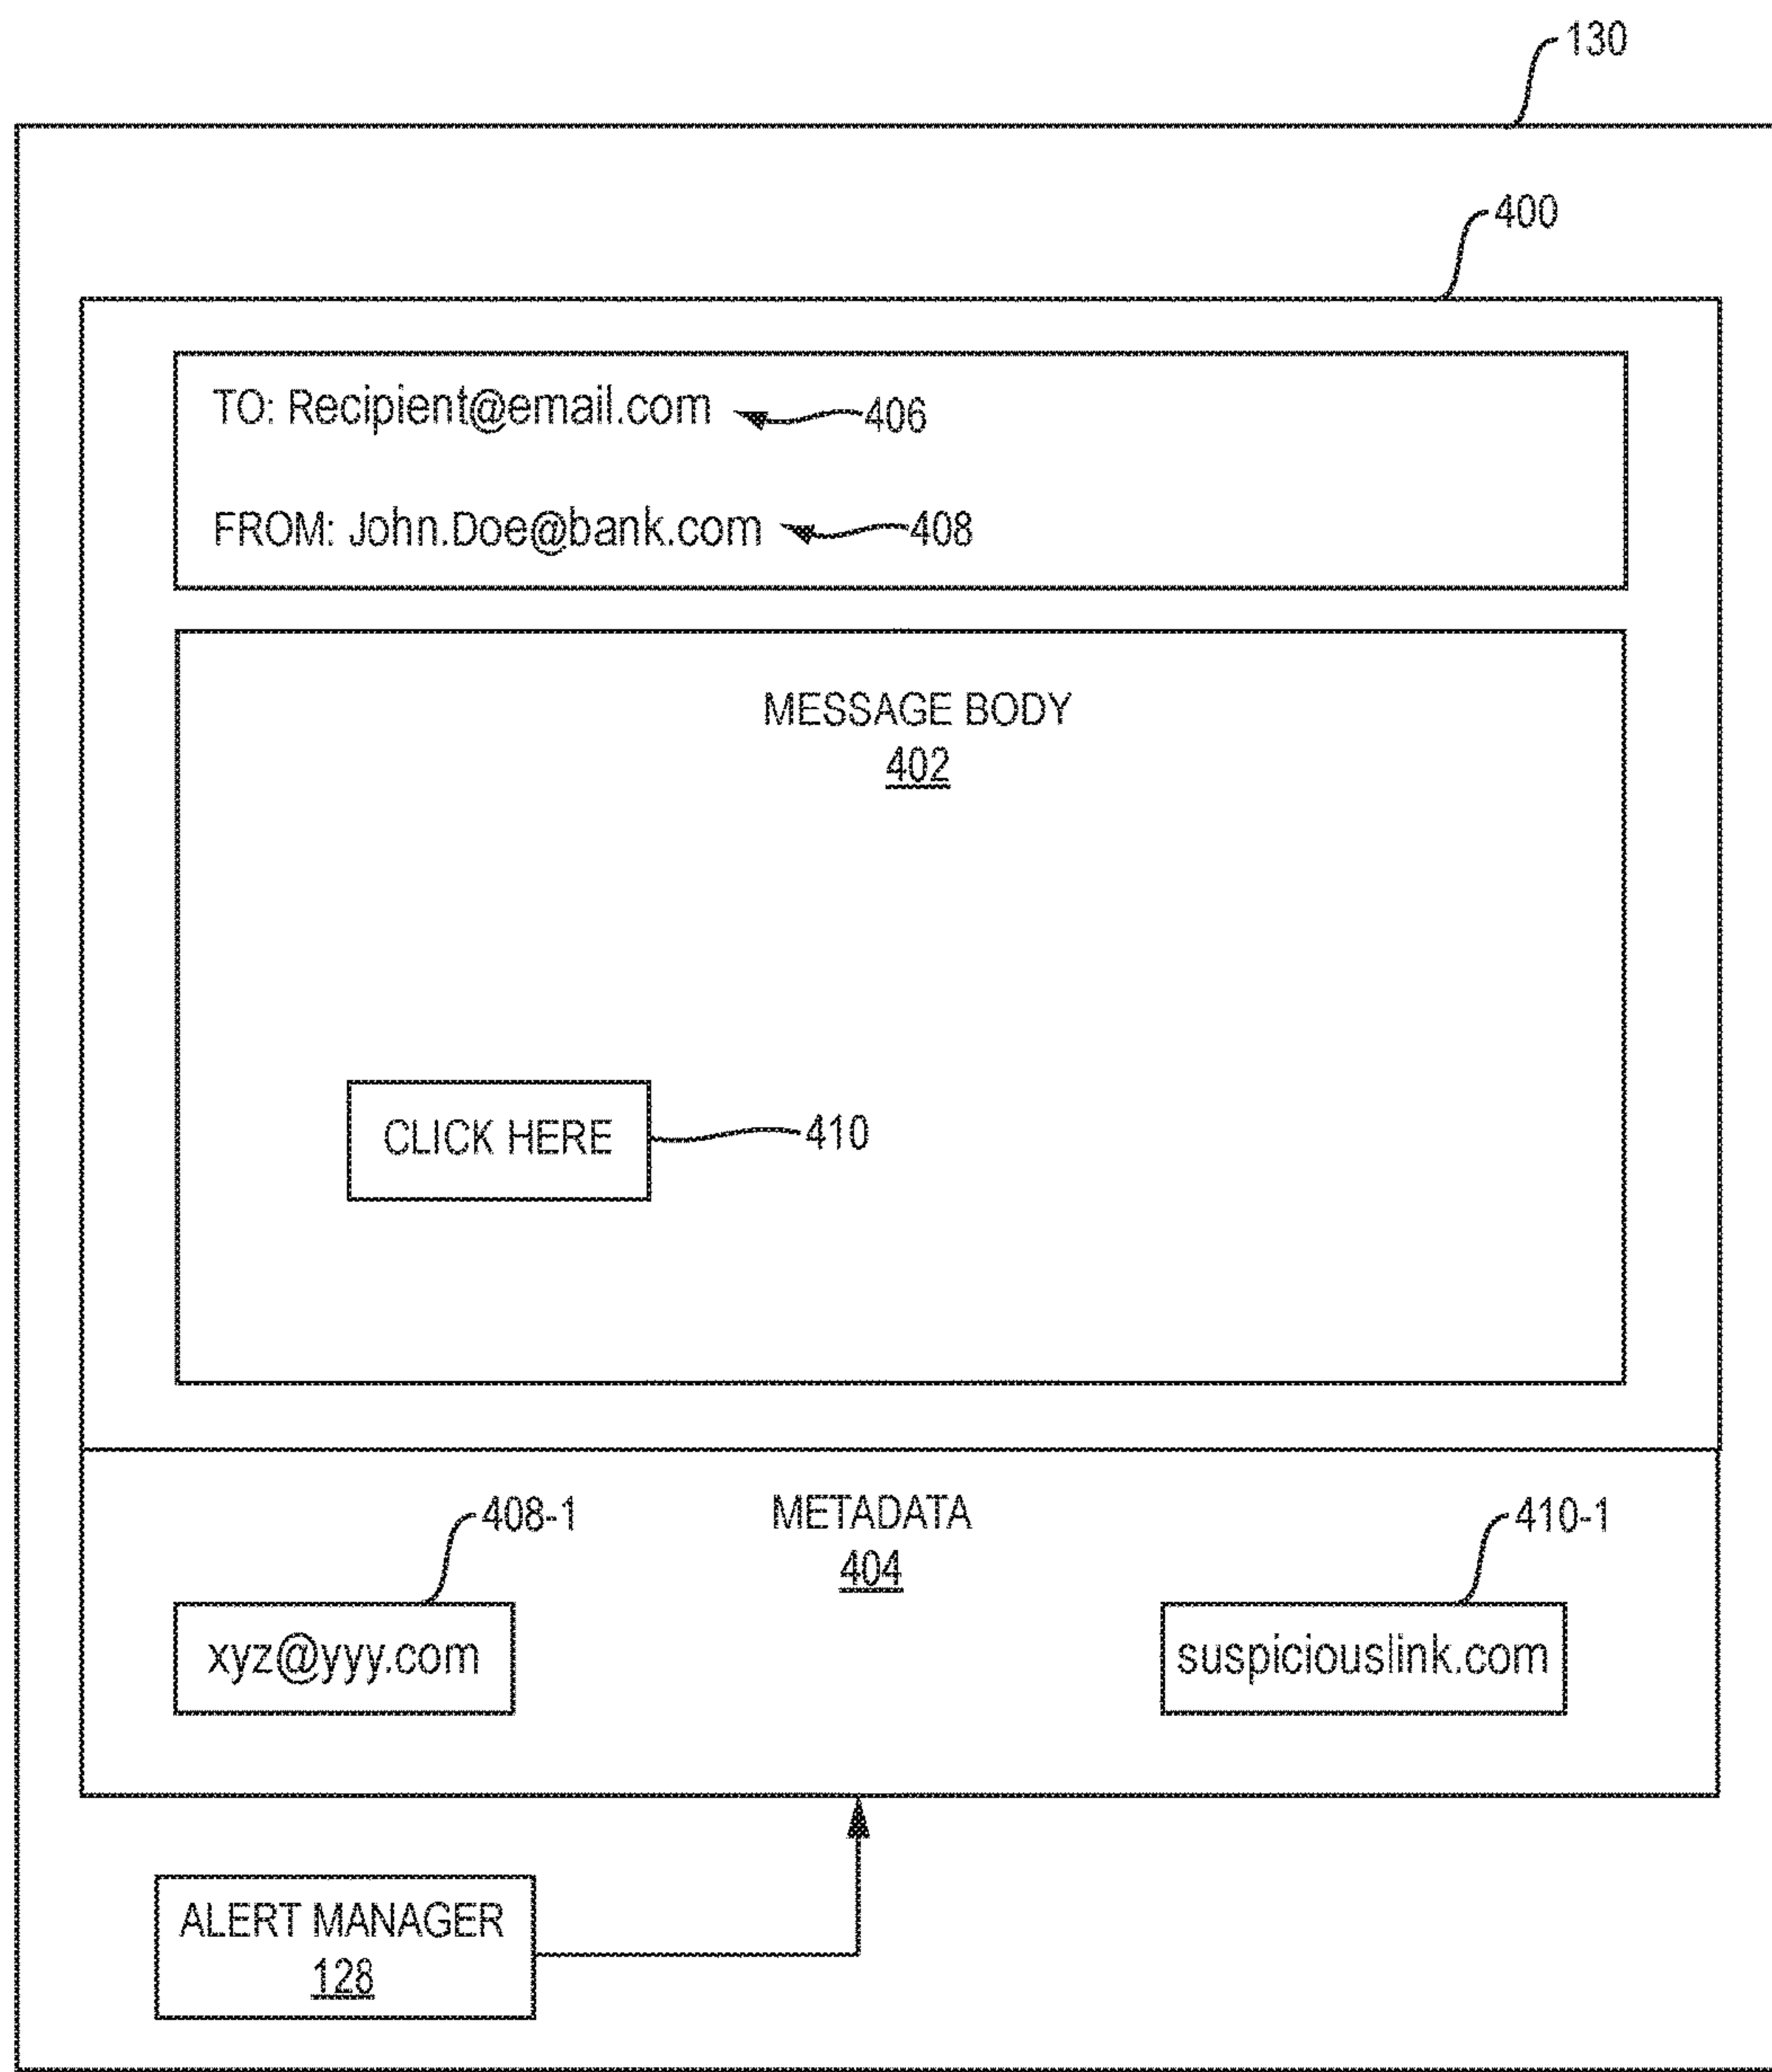 130
400
TO: Recipient@email.com 406
FROM: John.Doe@bank.com 408
MESSAGE BODY
402
CLICK HERE 410
408-1
METADATA
404
410-1
xyz@yyy.com
suspiciouslink.com
ALERT MANAGER
128